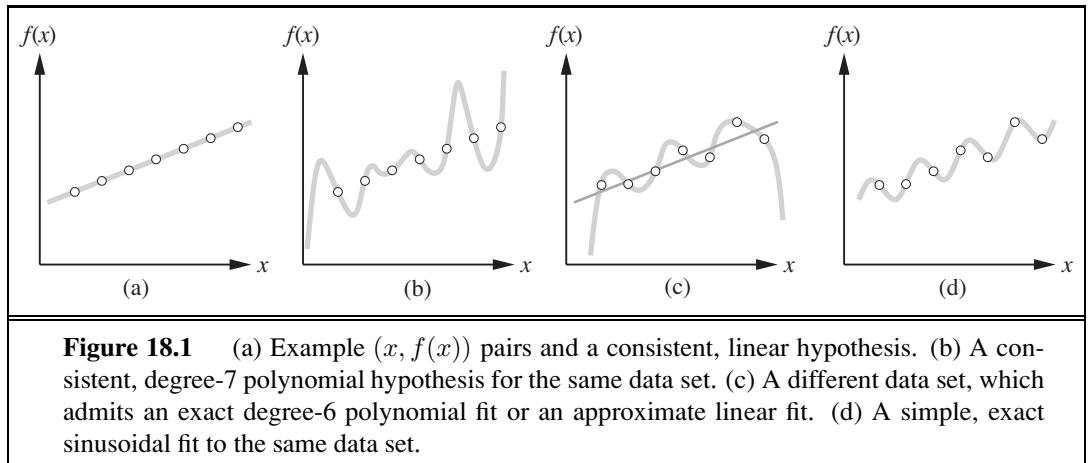 f(x) f(x) f(x) f(x)
x x x x
(a) (b) (c) (d)
Figure 18.1 (a) Example (x, f(x)) pairs and a consistent, linear hypothesis. (b) A con-
sistent, degree-7 polynomial hypothesis for the same data set. (c) A different data set, which
admits an exact degree-6 polynomial fit or an approximate linear fit. (d) A simple, exact
sinusoidal fit to the same data set.